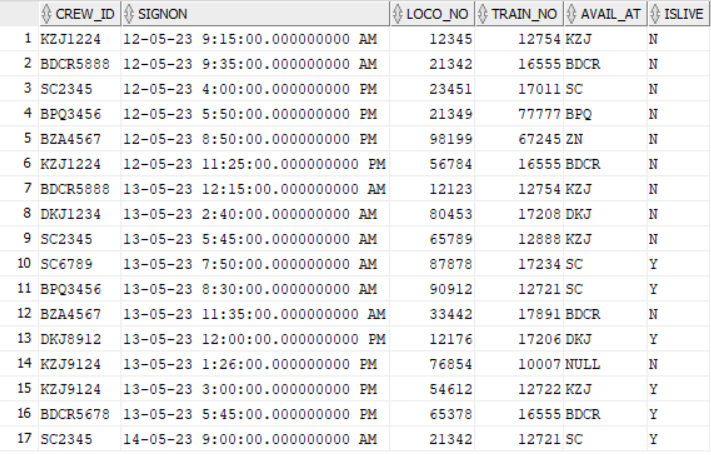 CREW_ID SIGNON LOCO_NO TRAIN_NO AVAIL_AT ISLIVE
1 KZJ1224 12-05-23 9:15:00.000000000 AM 12345 12754 KZJ N
2 BDCR5888 12-05-23 9:35:00.000000000 AM 21342 16555 BDCR N
3 SC2345 12-05-23 4:00:00.000000000 PM 23451 17011 SC N
4 BPQ3456 12-05-23 5:50:00.000000000 PM 21349 77777 BPQ N
5 BZA4567 12-05-23 8:50:00.000000000 PM 98199 67245 ZN N
6 KZJ1224 12-05-23 11:25:00.000000000 PM 56784 16555 BDCR N
7 BDCR5888 13-05-23 12:15:00.000000000 AM 12123 12754 KZJ N
8 DKJ1234 13-05-23 2:40:00.000000000 AM 80453 17208 DKJ N
9 SC2345 13-05-23 5:45:00.000000000 AM 65789 12888 KZJ N
10 SC6789 13-05-23 7:50:00.000000000 AM 87878 17234 SC Y
11 BPQ3456 13-05-23 8:30:00.000000000 AM 90912 12721 SC Y
12 BZA4567 13-05-23 11:35:00.000000000 AM 33442 17891 BDCR N
13 DKJ8912 13-05-23 12:00:00.000000000 PM 12176 17206 DKJ Y
14 KZJ9124 13-05-23 1:26:00.000000000 PM 76854 10007 NULL N
15 KZJ9124 13-05-23 3:00:00.000000000 PM 54612 12722 KZJ Y
16 BDCR5678 13-05-23 5:45:00.000000000 PM 65378 16555 BDCR Y
17 SC2345 14-05-23 9:00:00.000000000 AM 21342 12721 SC Y